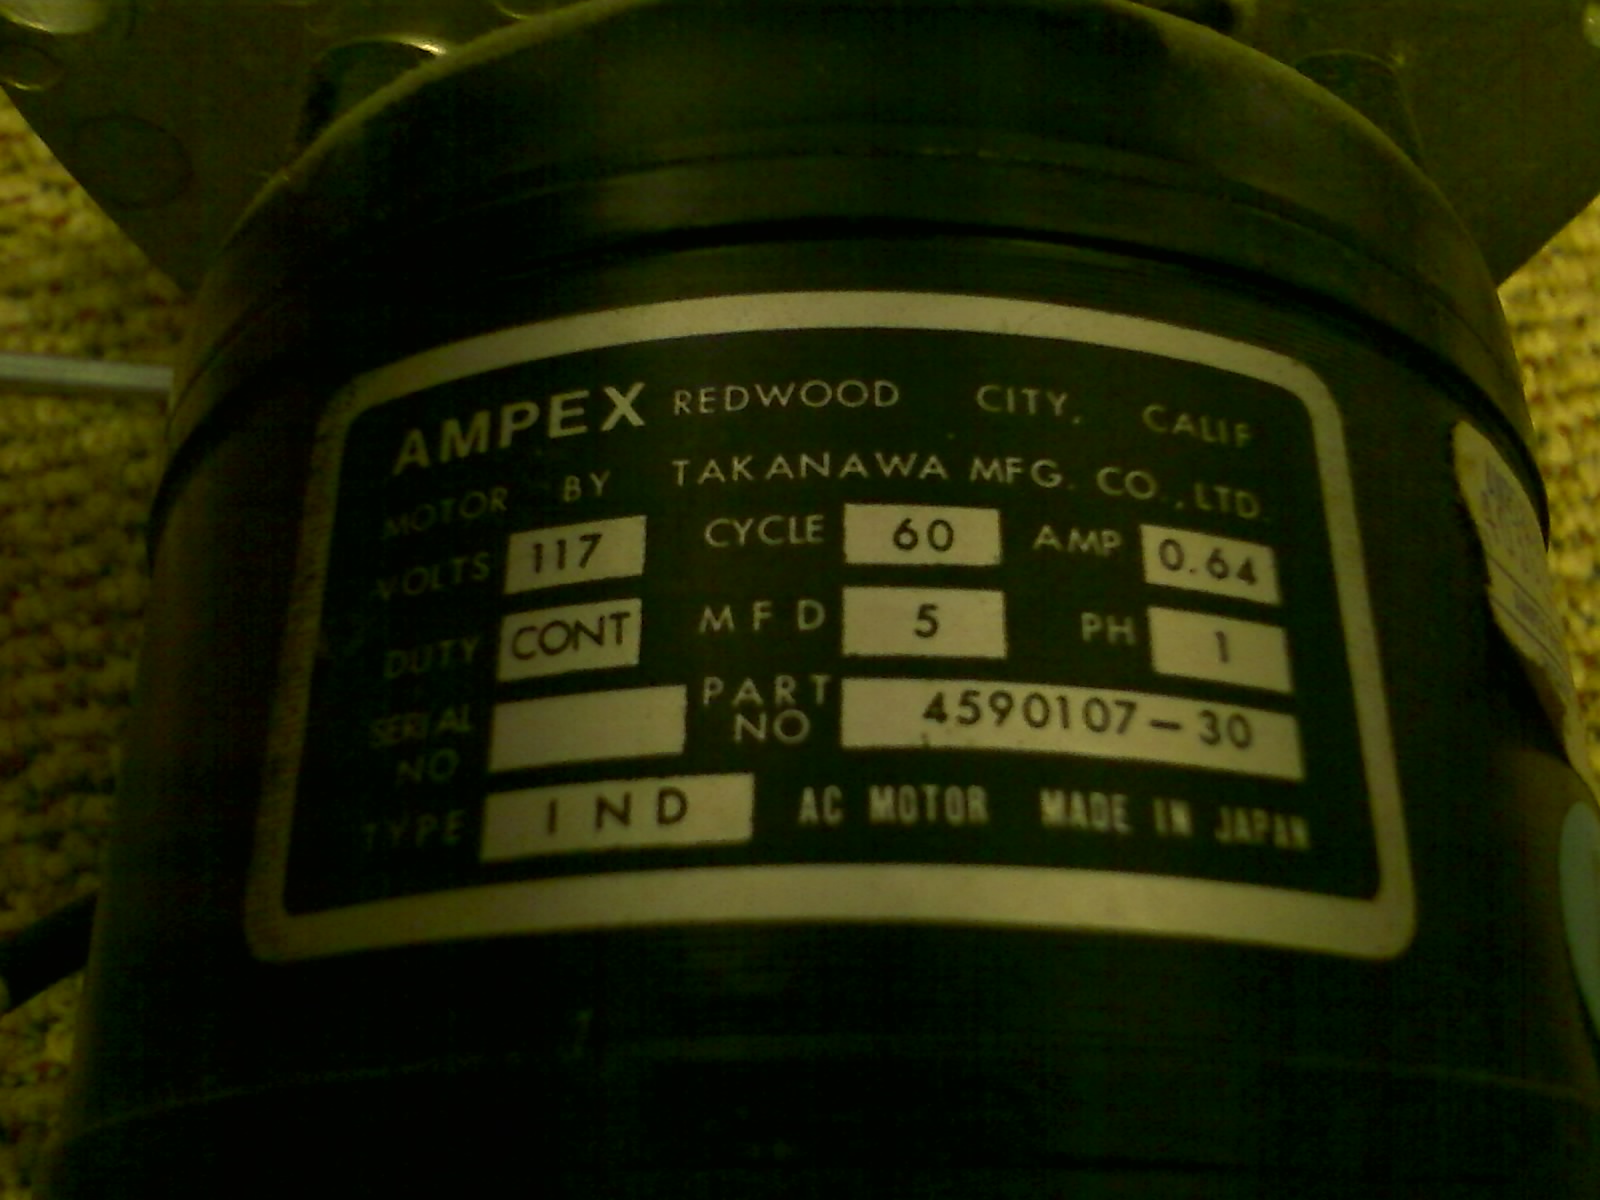 AMPEX REDWOOD CITY, CALIF
MOTOR BY TAKANAWA MFG. CO., LTD.
VOLTS 117 CYCLE 60 AMP 0.64
DUTY CONT MFD 5 PH 1
SERIAL NO PART NO 4590107-30
TYPE IND AC MOTOR MADE IN JAPAN